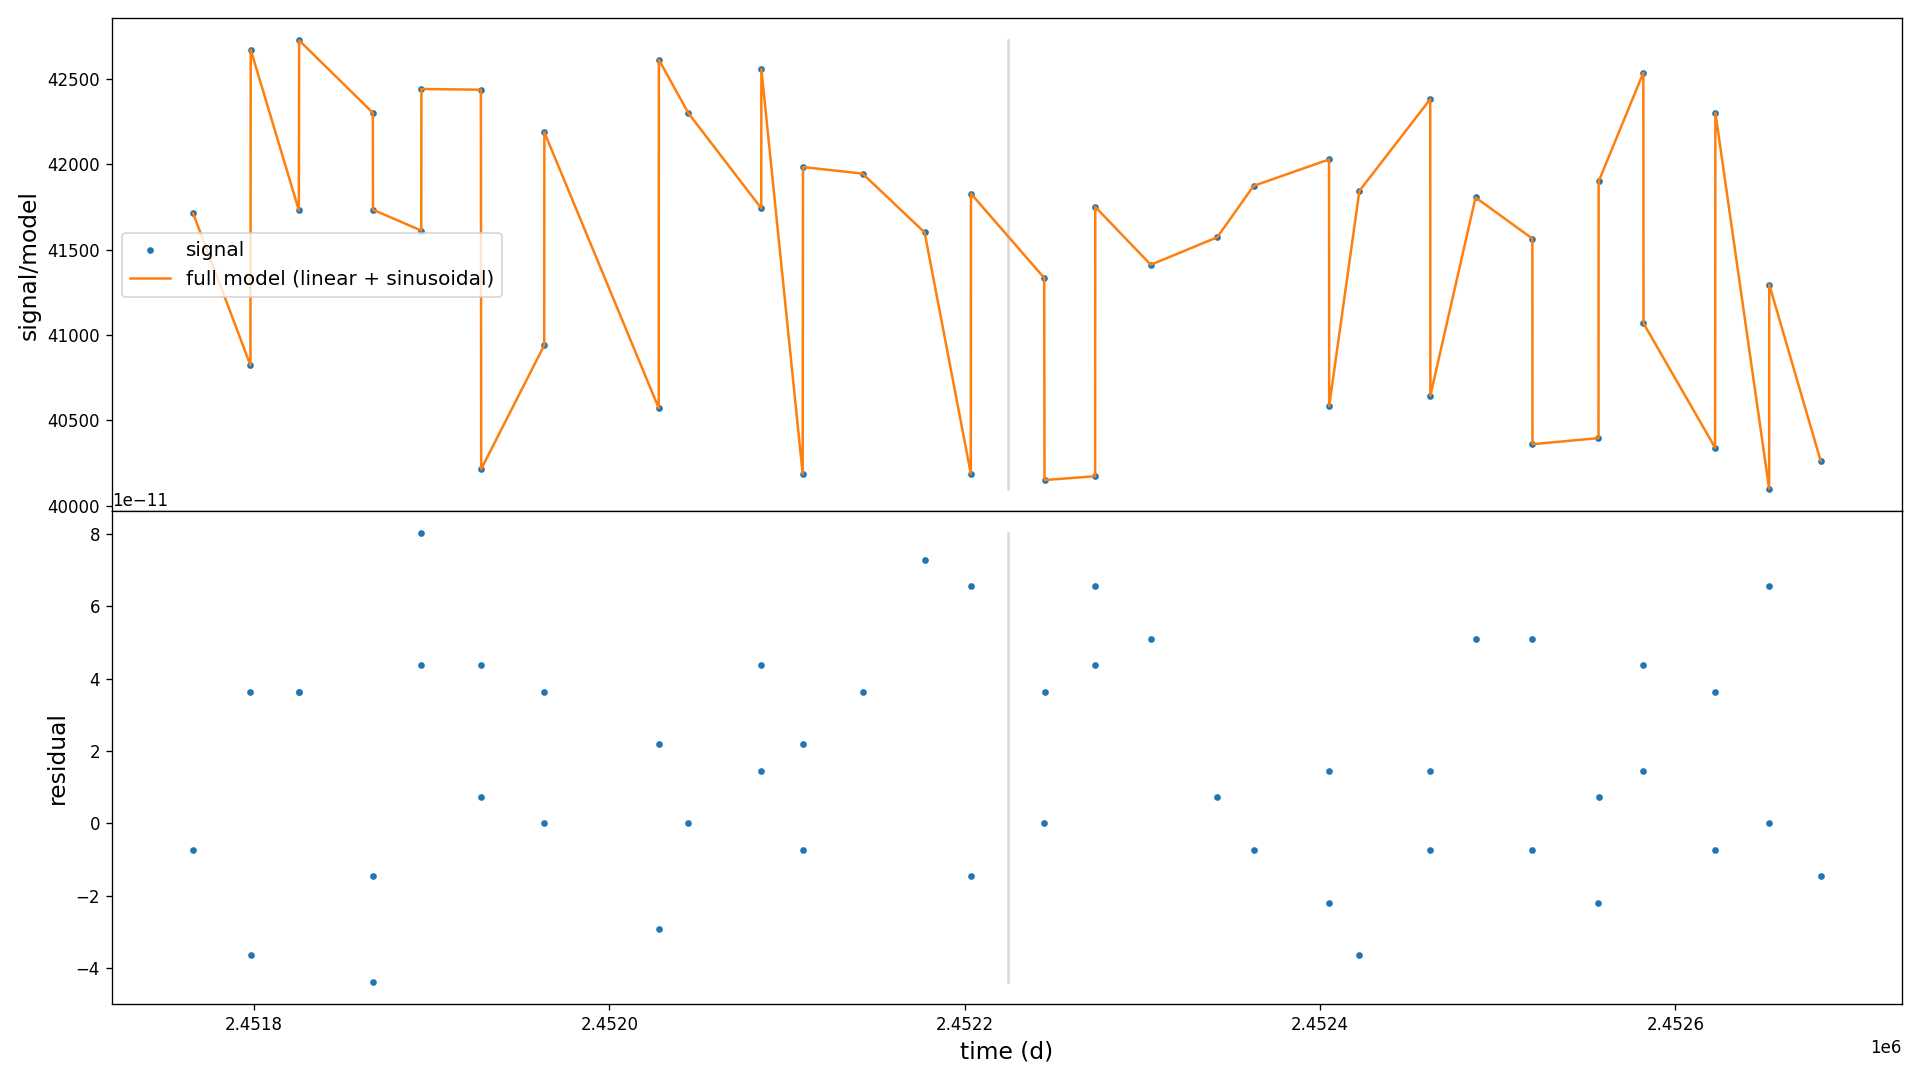 signal/model
42500
42000
41500
41000
40500
40000
signal
full model (linear + sinusoidal)
1e−11
residual
8
6
4
2
0
−2
−4
2.4518
2.4520
2.4522
2.4524
2.4526
time (d)
1e6